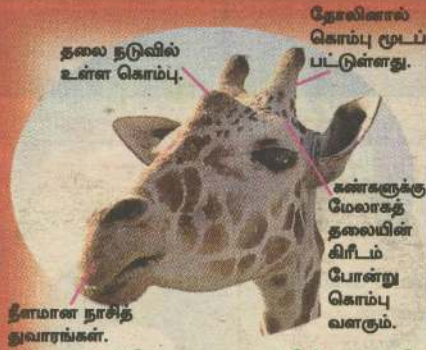 தோலினால்
கொம்பு மூடப்
பட்டுள்ளது.
தலை நடுவில்
உள்ள கொம்பு.
கண்களுக்கு
மேலாகத்
தலையின்
கிரீடம்
போன்று
கொம்பு
வளரும்.
நீளமான நாசித்
துவாரங்கள்.